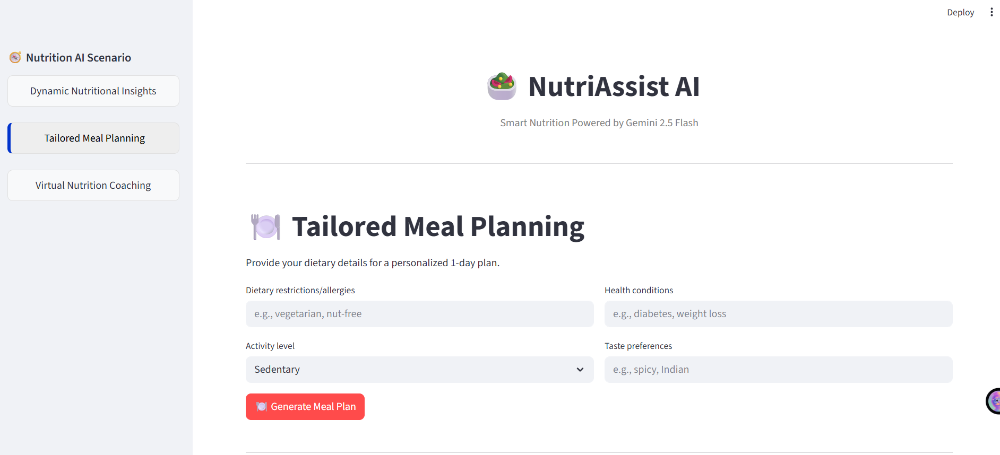 Deploy
Nutrition AI Scenario
Dynamic Nutritional Insights
Tailored Meal Planning
Virtual Nutrition Coaching
NutriAssist AI
Smart Nutrition Powered by Gemini 2.5 Flash
Tailored Meal Planning
Provide your dietary details for a personalized 1-day plan.
Dietary restrictions/allergies
e.g., vegetarian, nut-free
Health conditions
e.g., diabetes, weight loss
Activity level
Sedentary
Taste preferences
e.g., spicy, Indian
Generate Meal Plan